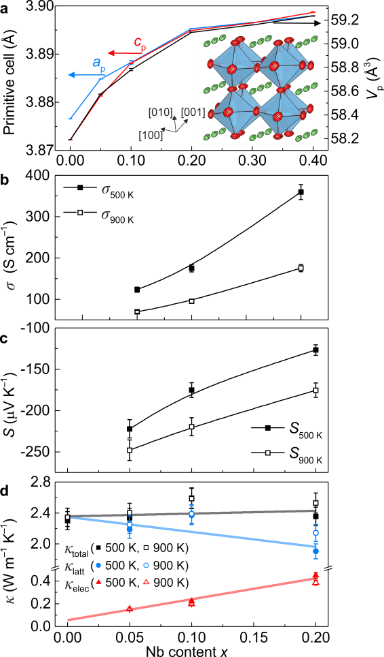 a
3.90
3.89
3.88
3.87
Primitive cell (Å)
a_p
c_p
[010]
[001]
[100]
59.2
59.0
58.8
58.6
58.4
58.2
V_p (Å³)
0.00 0.10 0.20 0.30 0.40
b
σ_500 K
σ_900 K
400
300
200
100
σ (S cm⁻¹)
c
-100
-150
-200
-250
S (μV K⁻¹)
S_500 K
S_900 K
d
2.8
2.4
2.0
0.4
0.2
0.0
κ (W m⁻¹ K⁻¹)
κ_total (■ 500 K, □ 900 K)
κ_latt (● 500 K, ○ 900 K)
κ_elec (▲ 500 K, △ 900 K)
0.00 0.05 0.10 0.15 0.20
Nb content x